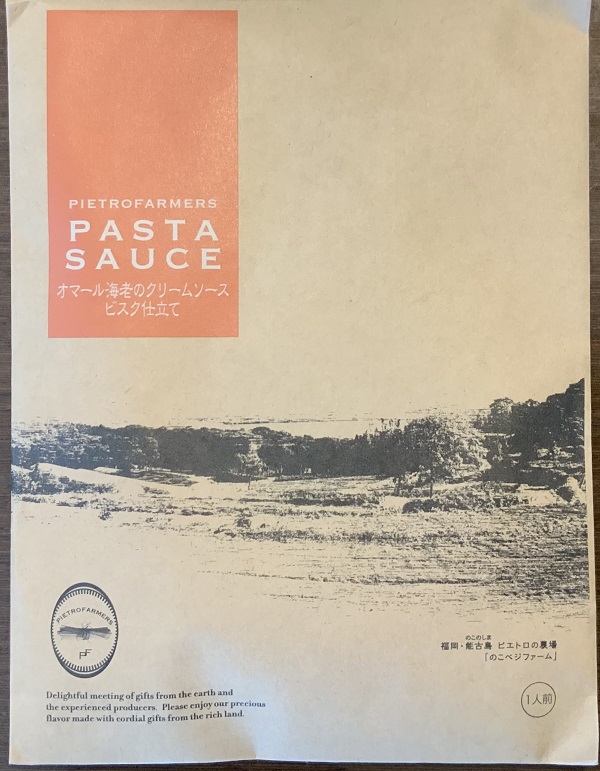 PIETROFARMERS
PASTA
SAUCE
オマール海老のクリームソース
ビスク仕立て
PIETROFARMERS
PF
のこのしま
福岡・能古島 ピエトロの農場
「のこベジファーム」
Delightful meeting of gifts from the earth and
the experienced producers. Please enjoy our precious
flavor made with cordial gifts from the rich land.
1人前